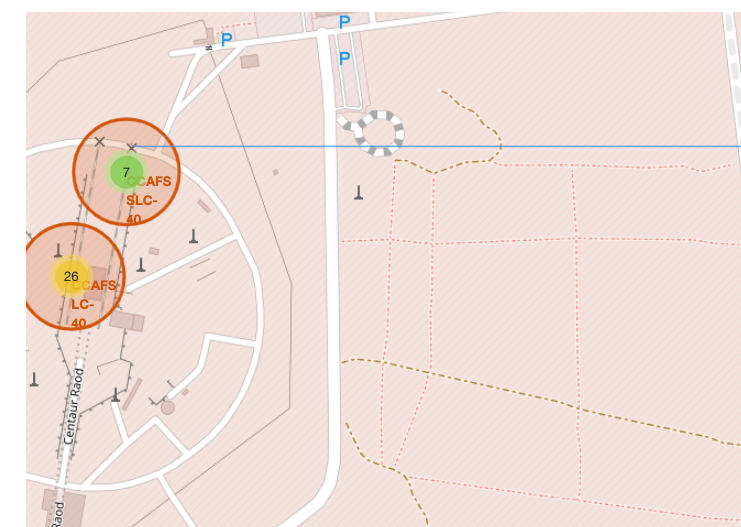 P
P
P
7
CCAFS
SLC-
40
26
CCAFS
LC-
40
Centaur Raod
Raod